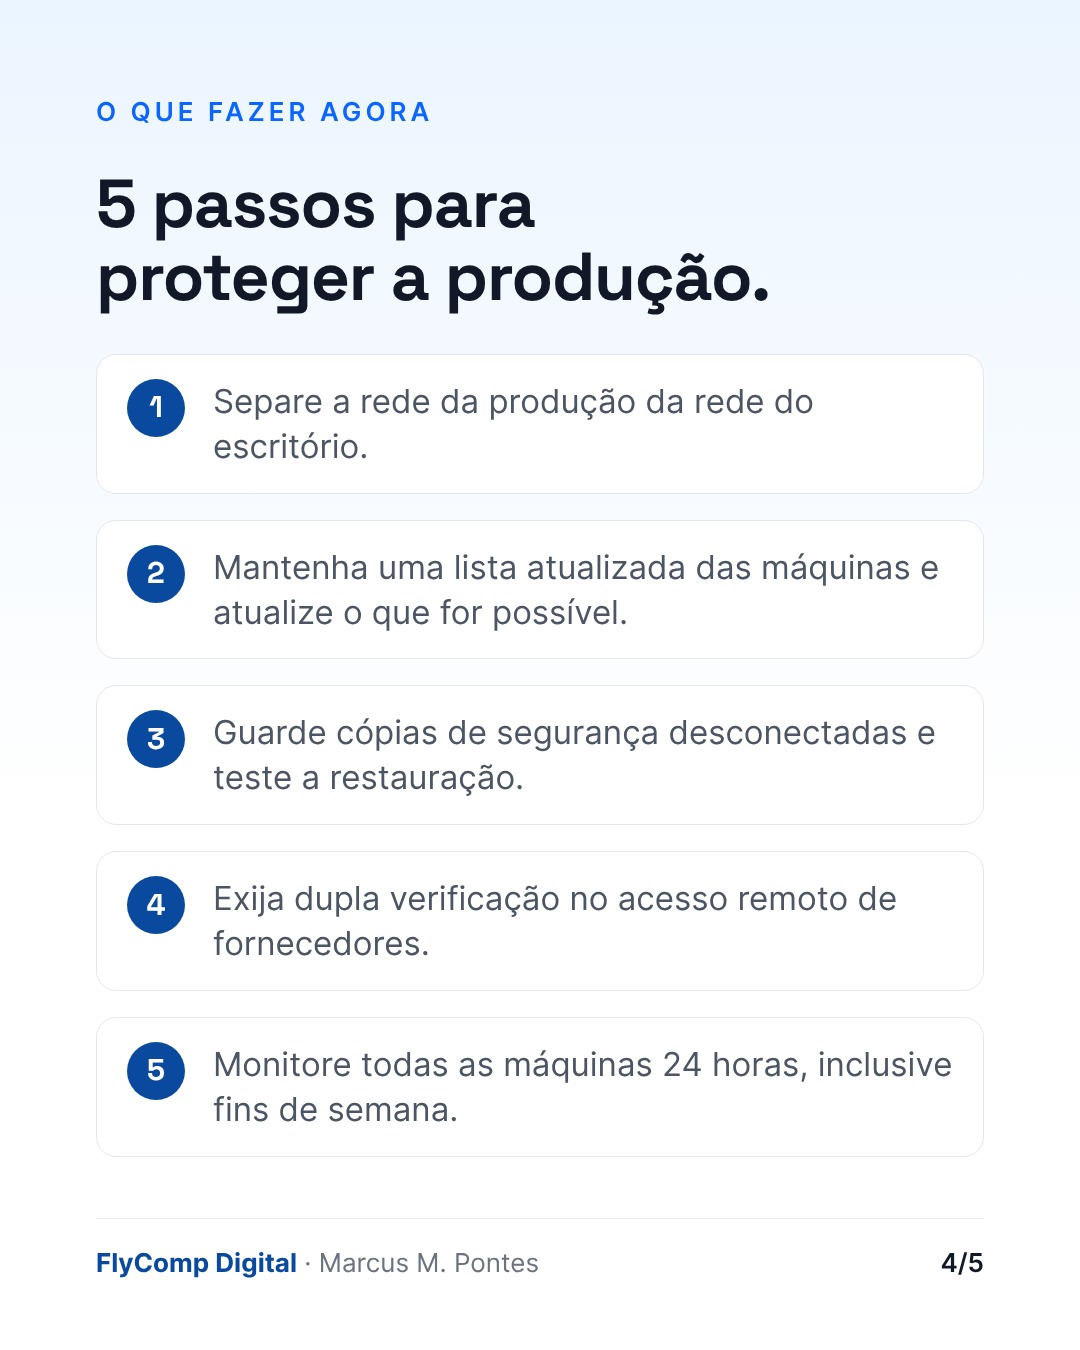 O QUE FAZER AGORA
5 passos para
proteger a produção.
1
Separe a rede da produção da rede do
escritório.
2
Mantenha uma lista atualizada das máquinas e
atualize o que for possível.
3
Guarde cópias de segurança desconectadas e
teste a restauração.
4
Exija dupla verificação no acesso remoto de
fornecedores.
5
Monitore todas as máquinas 24 horas, inclusive
fins de semana.
FlyComp Digital · Marcus M. Pontes
4/5